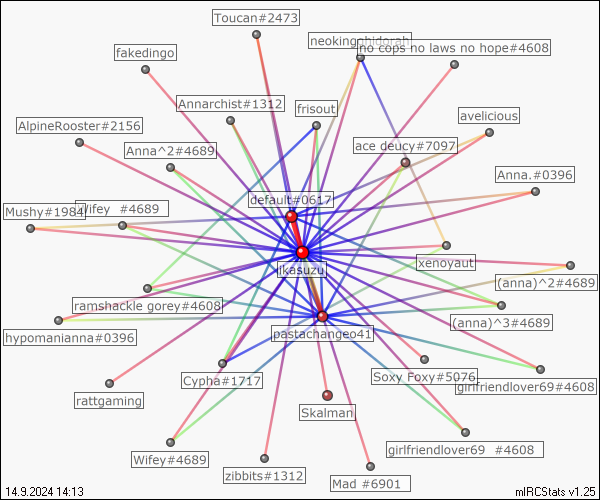 Toucan#2473
neokingghidorah
no cops no laws no hope#4608
fakedingo
Annarchist#1312
frisout
avelicious
AlpineRooster#2156
ace deucy#7097
Anna^2#4689
Anna.#0396
default#0617
Mushy#1984
Wifey #4689
xenoyaut
jkasuzu
(anna)^2#4689
ramshackle gorey#4608
(anna)^3#4689
hypomanianna#0396
pastachangeo41
Cypha#1717
Soxy Foxy#5076
girlfriendlover69#4608
rattgaming
Skalman
girlfriendlover69 #4608
Wifey#4689
zibbits#1312
Mad #6901
14.9.2024 14:13
mIRCStats v1.25